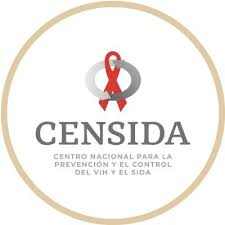 CENSIDA
CENTRO NACIONAL PARA LA
PREVENCIÓN Y EL CONTROL
DEL VIH Y EL SIDA